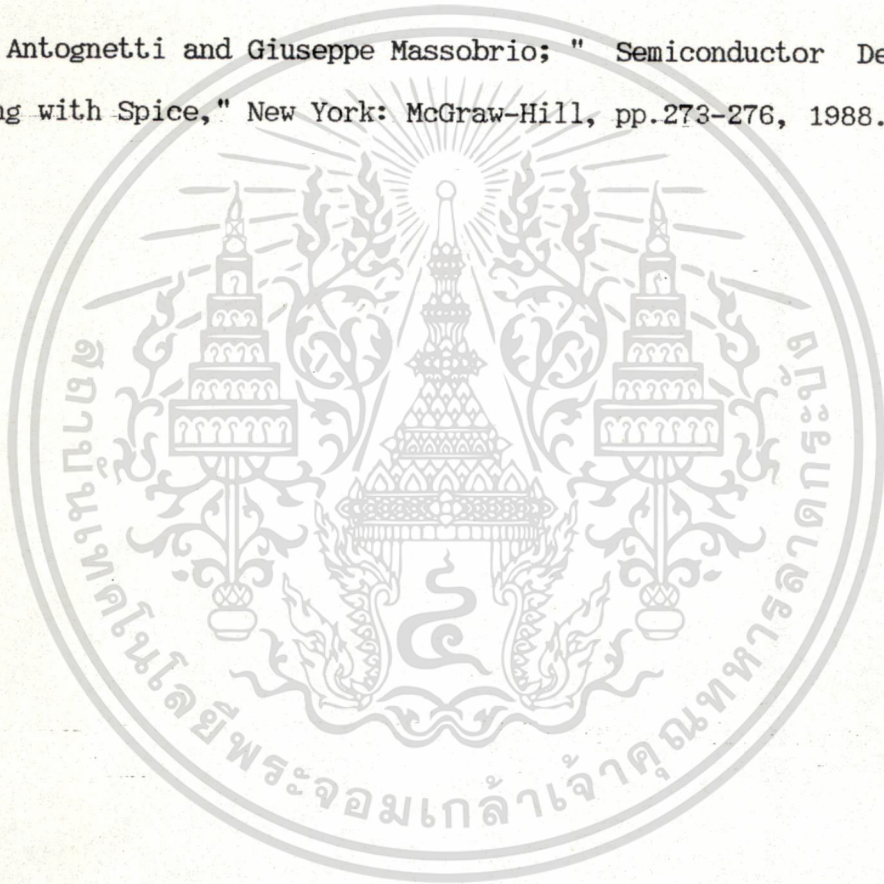 Antognetti and Giuseppe Massobrio; " Semiconductor De
ng with Spice," New York: McGraw-Hill, pp.273-276, 1988.
สถาบันเทคโนโลยีพระจอมเกล้าเจ้าคุณทหารลาดกระบัง